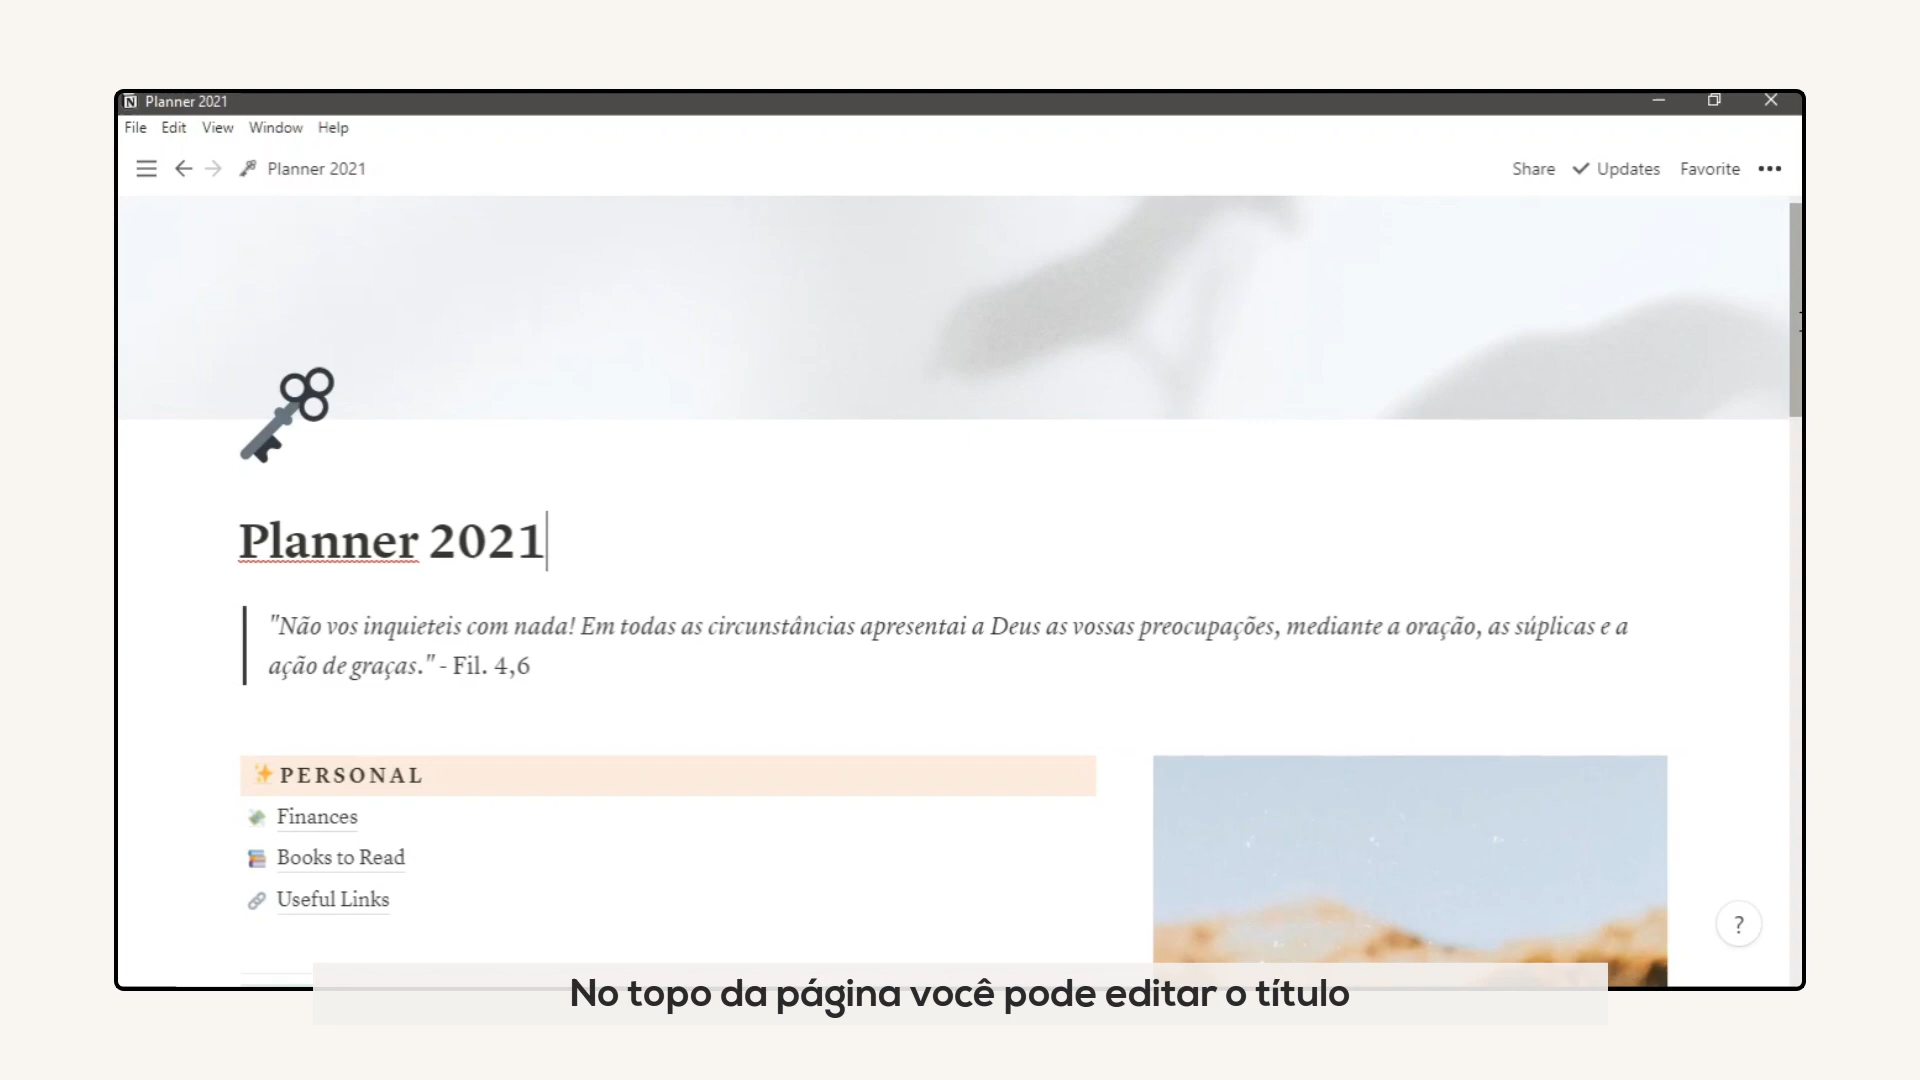 Planner 2021
File Edit View Window Help
Planner 2021
Share Updates Favorite
Planner 2021
"Não vos inquieteis com nada! Em todas as circunstâncias apresentai a Deus as vossas preocupações, mediante a oração, as súplicas e a
ação de graças." - Fil. 4,6
PERSONAL
Finances
Books to Read
Useful Links
?
No topo da página você pode editar o título